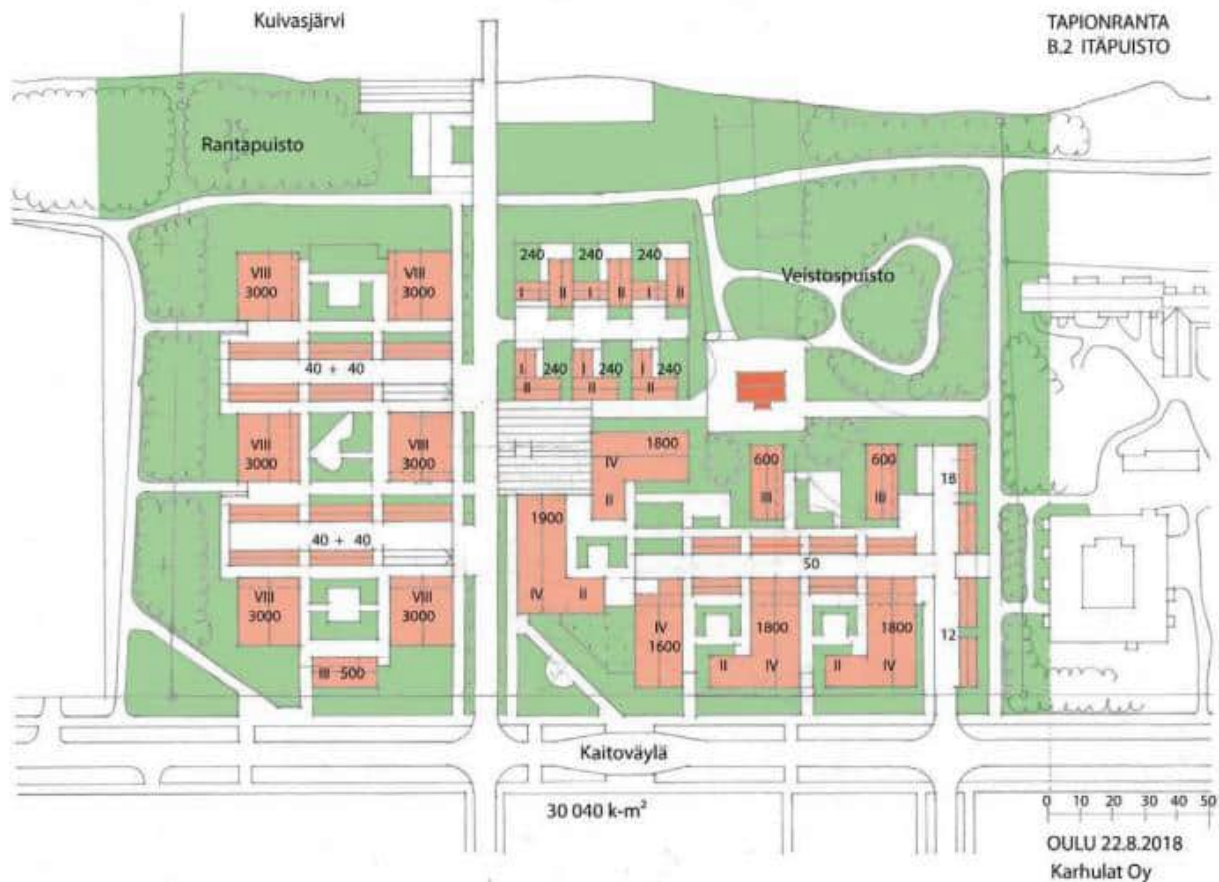 Kuivasjärvi
TAPIONRANTA
B.2 ITÄPUISTO
Rantapuisto
Veistospuisto
VIII
3000
VIII
3000
240 240 240
I II I II I II
40 + 40
I 240 I 240 I 240
II II II
VIII
3000
VIII
3000
1800
IV
II
600
III
600
III
18
1900
IV II
40 + 40
50
VIII
3000
VIII
3000
IV
1600
1800
II IV
1800
II IV
12
III 500
Kaitoväylä
30 040 k-m²
0 10 20 30 40 50
OULU 22.8.2018
Karhulat Oy